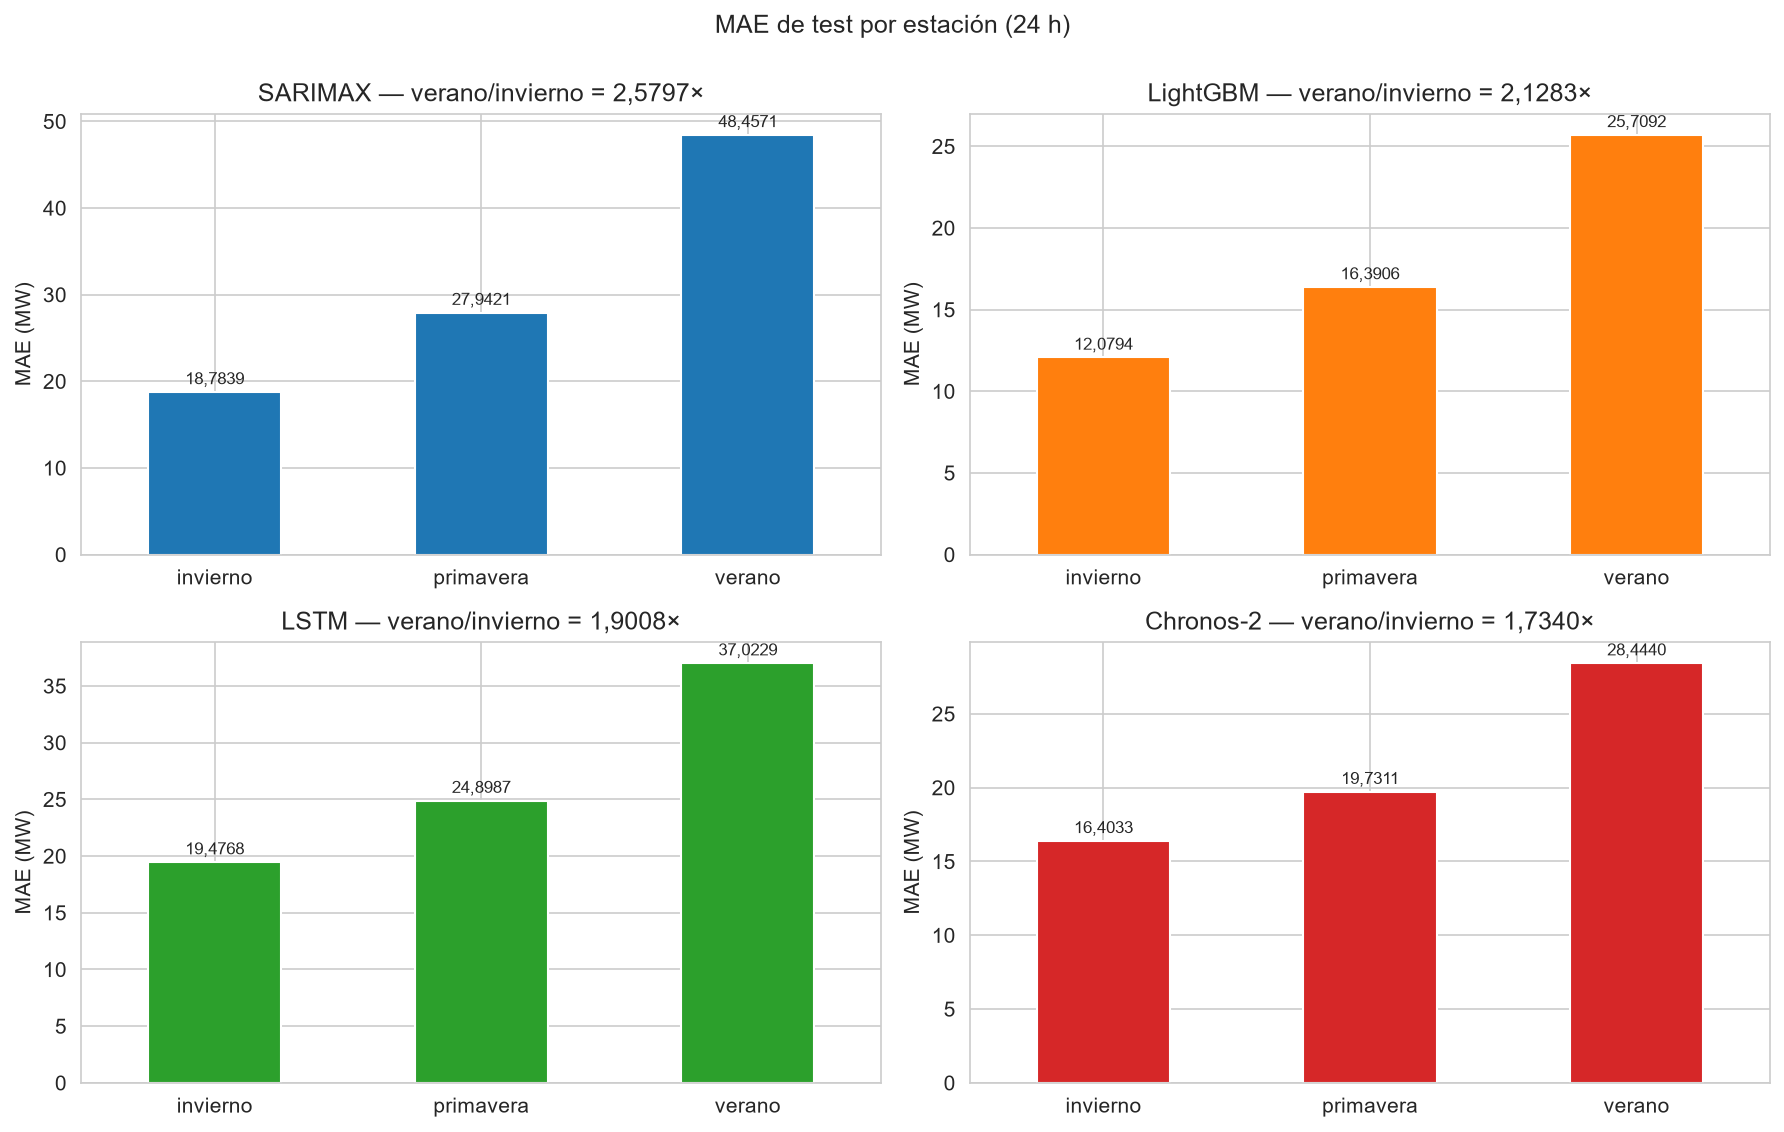 MAE de test por estación (24 h)
SARIMAX — verano/invierno = 2,5797×
MAE (MW)
50
40
30
20
10
0
18,7839
27,9421
48,4571
invierno
primavera
verano
LightGBM — verano/invierno = 2,1283×
MAE (MW)
25
20
15
10
5
0
12,0794
16,3906
25,7092
invierno
primavera
verano
LSTM — verano/invierno = 1,9008×
MAE (MW)
35
30
25
20
15
10
5
0
19,4768
24,8987
37,0229
invierno
primavera
verano
Chronos-2 — verano/invierno = 1,7340×
MAE (MW)
25
20
15
10
5
0
16,4033
19,7311
28,4440
invierno
primavera
verano